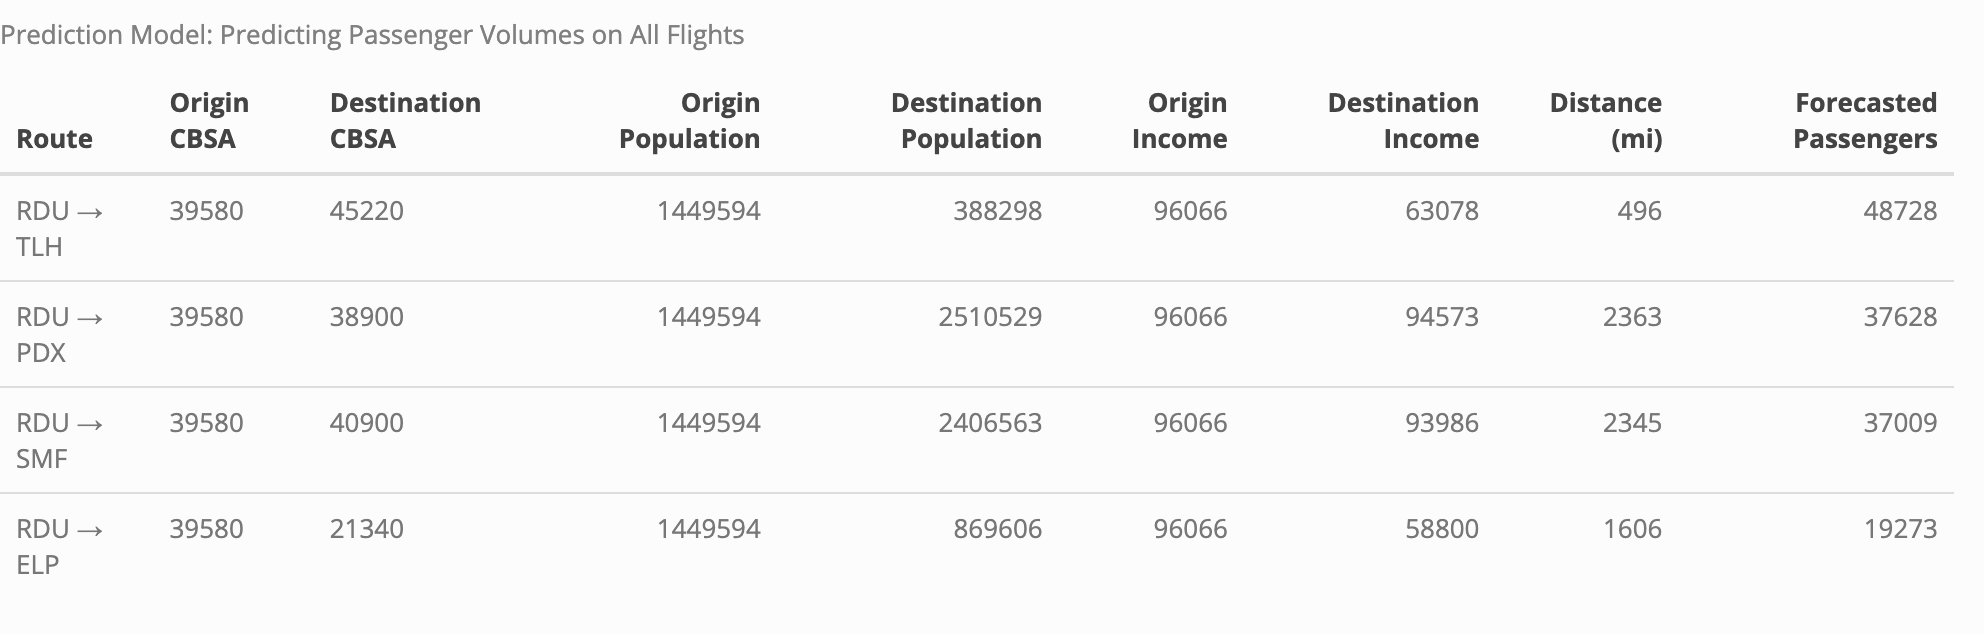 Prediction Model: Predicting Passenger Volumes on All Flights
Route Origin CBSA Destination CBSA Origin Population Destination Population Origin Income Destination Income Distance (mi) Forecasted Passengers
RDU → TLH 39580 45220 1449594 388298 96066 63078 496 48728
RDU → PDX 39580 38900 1449594 2510529 96066 94573 2363 37628
RDU → SMF 39580 40900 1449594 2406563 96066 93986 2345 37009
RDU → ELP 39580 21340 1449594 869606 96066 58800 1606 19273